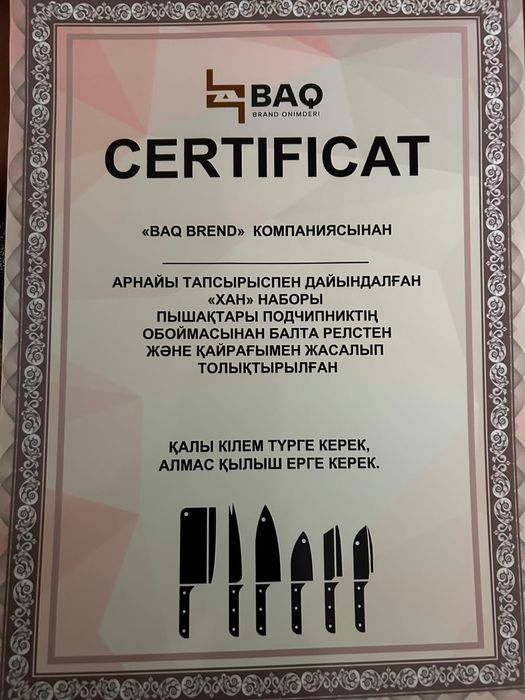 BAQ
BRAND ONIMDERI
CERTIFICAT
«BAQ BREND» КОМПАНИЯСЫНАН
АРНАЙЫ ТАПСЫРЫСПЕН ДАЙЫНДАЛҒАН
«ХАН» НАБОРЫ
ПЫШАҚТАРЫ ПОДЧИПНИКТІҢ
ОБОЙМАСЫНАН БАЛТА РЕЛСТЕН
ЖӘНЕ ҚАЙРАҒЫМЕН ЖАСАЛЫП
ТОЛЫҚТЫРЫЛҒАН
ҚАЛЫ КІЛЕМ ТҮРГЕ КЕРЕК,
АЛМАС ҚЫЛЫШ ЕРГЕ КЕРЕК.